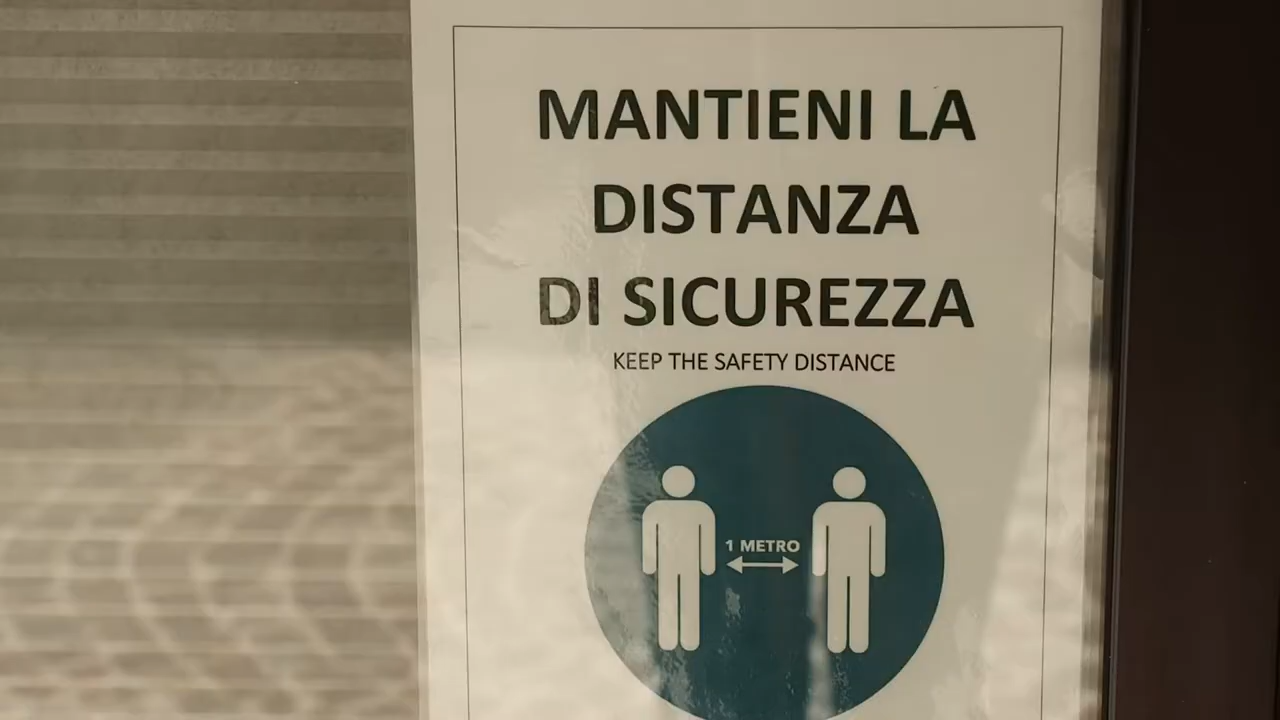 MANTIENI LA
DISTANZA
DI SICUREZZA
KEEP THE SAFETY DISTANCE
1 METRO